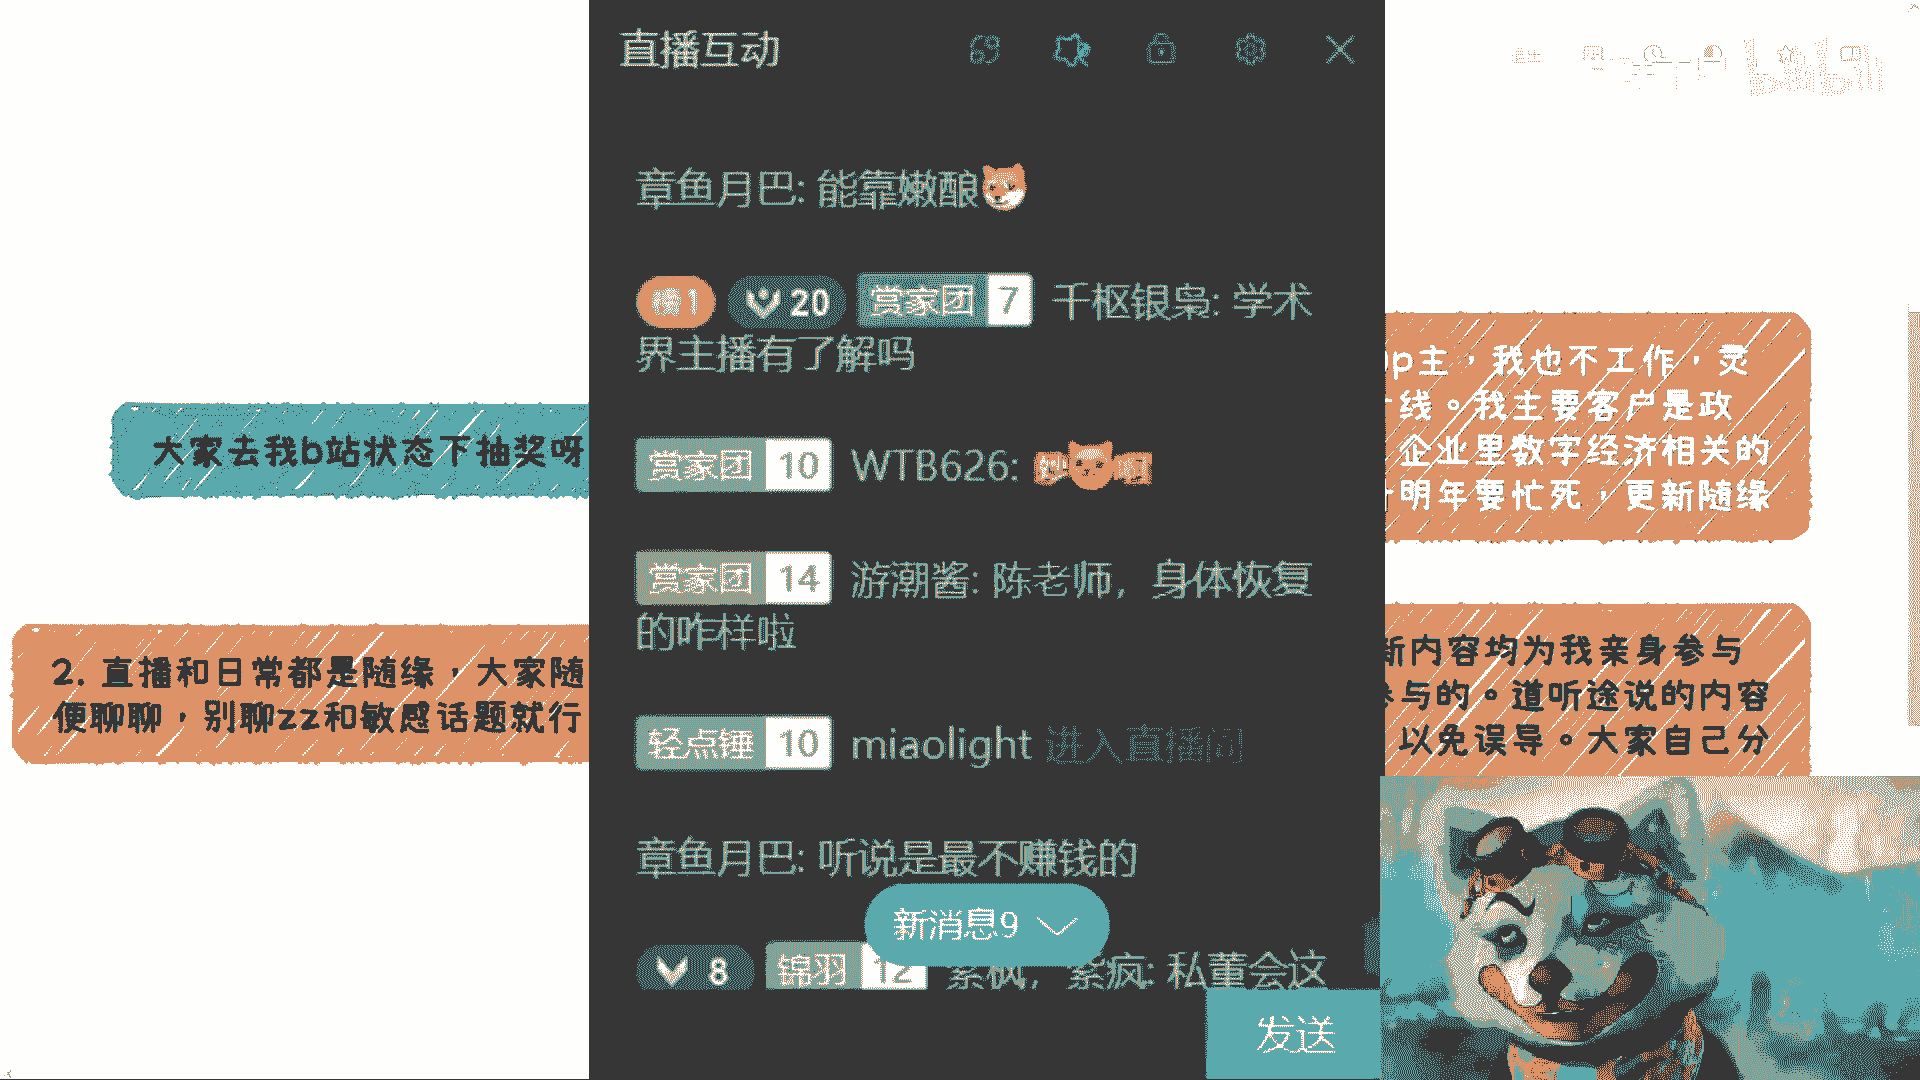 直播互动
章鱼月巴: 能靠嫩酿
20 赏家团 7 千枢银枭: 学术
界主播有了解吗
赏家团 10 WTB626:
赏家团 14 游潮酱: 陈老师，身体恢复
的咋样啦
轻点锤 10 miaolight 进入直播间
章鱼月巴: 听说是最不赚钱的
新消息9
8 锦羽 12 紫枫，紫疯: 私董会这
发送
大家去我b站状态下抽奖呀
2. 直播和日常都是随缘，大家随
便聊聊，别聊zz和敏感话题就行
p主，我也不工作，灵
线。我主要客户是政
企业里数字经济相关的
明年要忙死，更新随缘
新内容均为我亲身参与
参与的。道听途说的内容
以免误导。大家自己分
bilibili